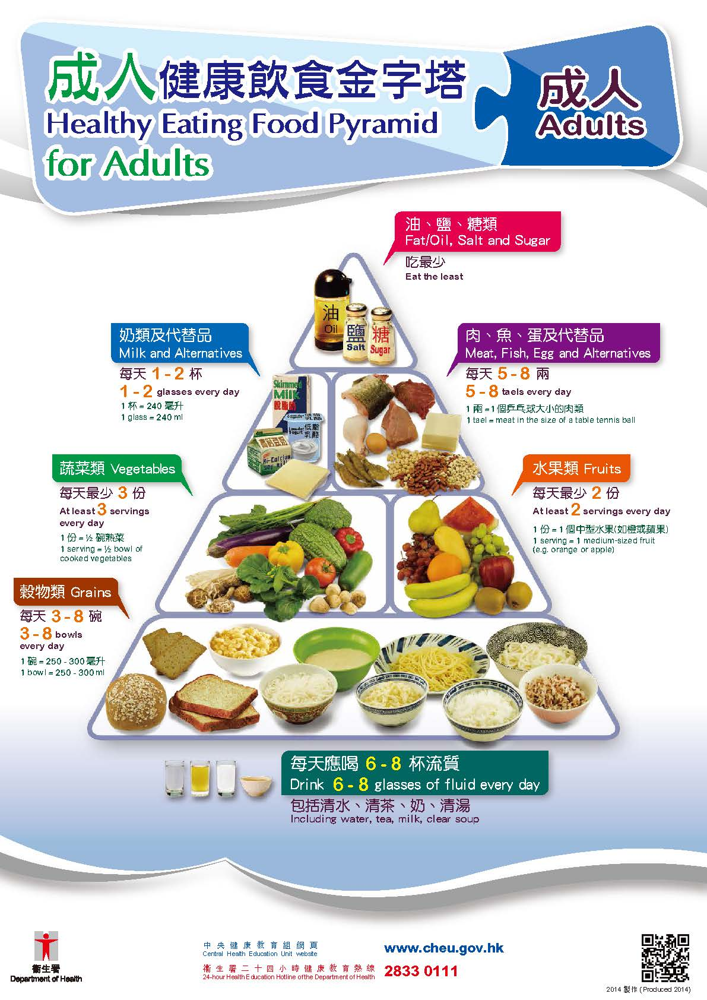 成人健康飲食金字塔
Healthy Eating Food Pyramid
for Adults
成人
Adults
油、鹽、糖類
Fat/Oil, Salt and Sugar
吃最少
Eat the least
油
Oil
鹽
Salt
糖
Sugar
奶類及代替品
Milk and Alternatives
每天 1 - 2 杯
1 - 2 glasses every day
1 杯 = 240 毫升
1 glass = 240 ml
肉、魚、蛋及代替品
Meat, Fish, Egg and Alternatives
每天 5 - 8 兩
5 - 8 taels every day
1 兩 = 1 個乒乓球大小的肉類
1 tael = meat in the size of a table tennis ball
Skimmed
Milk
脫脂奶
低脂
乳酪
Low-fat
Yogurt
高鈣豆奶
Hi-Calcium
蔬菜類 Vegetables
每天最少 3 份
At least 3 servings
every day
1 份 = ½ 碗熟菜
1 serving = ½ bowl of
cooked vegetables
水果類 Fruits
每天最少 2 份
At least 2 servings every day
1 份 = 1 個中型水果(如橙或蘋果)
1 serving = 1 medium-sized fruit
(e.g. orange or apple)
穀物類 Grains
每天 3 - 8 碗
3 - 8 bowls
every day
1 碗 = 250 - 300 毫升
1 bowl = 250 - 300 ml
每天應喝 6 - 8 杯流質
Drink 6 - 8 glasses of fluid every day
包括清水、清茶、奶、清湯
Including water, tea, milk, clear soup
衞生署
Department of Health
中央健康教育組網頁
Central Health Education Unit website
www.cheu.gov.hk
衞生署二十四小時健康教育熱線
24-hour Health Education Hotline of the Department of Health
2833 0111
2014 製作 (Produced 2014)